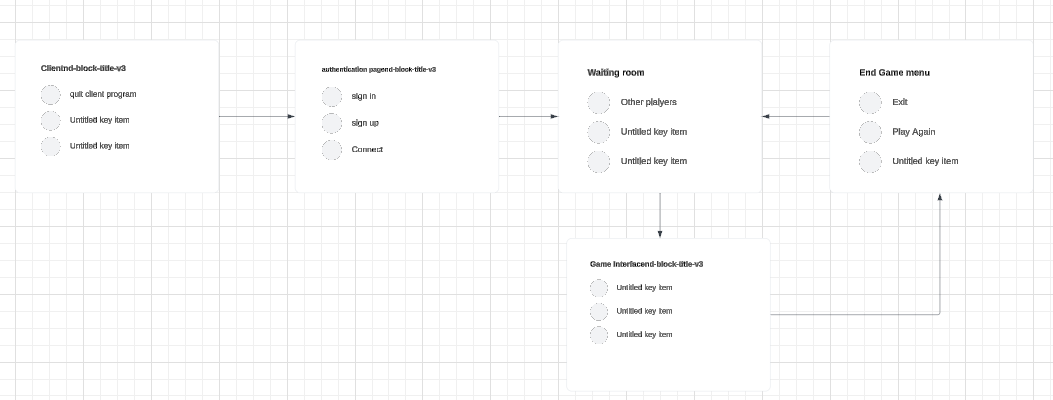 Clientnd-block-title-v3
quit client program
Untitled key item
Untitled key item
authentication pagend-block-title-v3
sign in
sign up
Connect
Waiting room
Other players
Untitled key item
Untitled key item
End Game menu
Exit
Play Again
Untitled key item
Game Interfacend-block-title-v3
Untitled key item
Untitled key item
Untitled key item